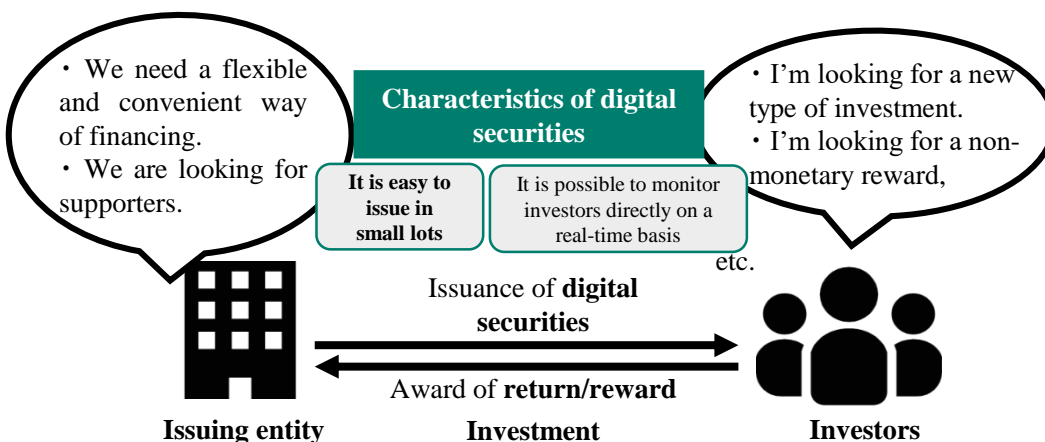 ・ We need a flexible
and convenient way
of financing.
・ We are looking for
supporters.
Characteristics of digital
securities
It is easy to
issue in
small lots
It is possible to monitor
investors directly on a
real-time basis
etc.
・ I’m looking for a new
type of investment.
・ I’m looking for a non-
monetary reward,
Issuance of digital
securities
Award of return/reward
Issuing entity
Investment
Investors